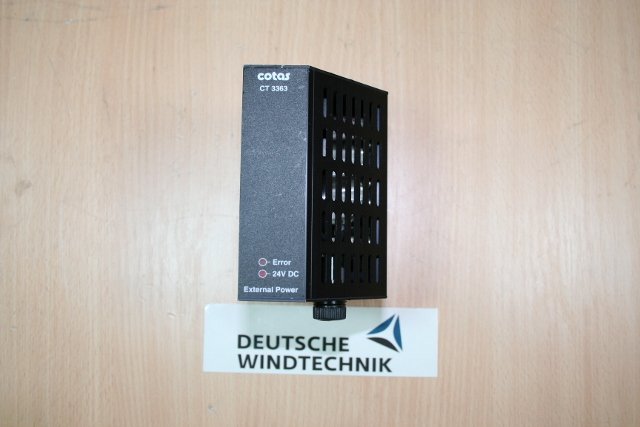 cotas
CT 3363
Error
24V DC
External Power
DEUTSCHE
WINDTECHNIK